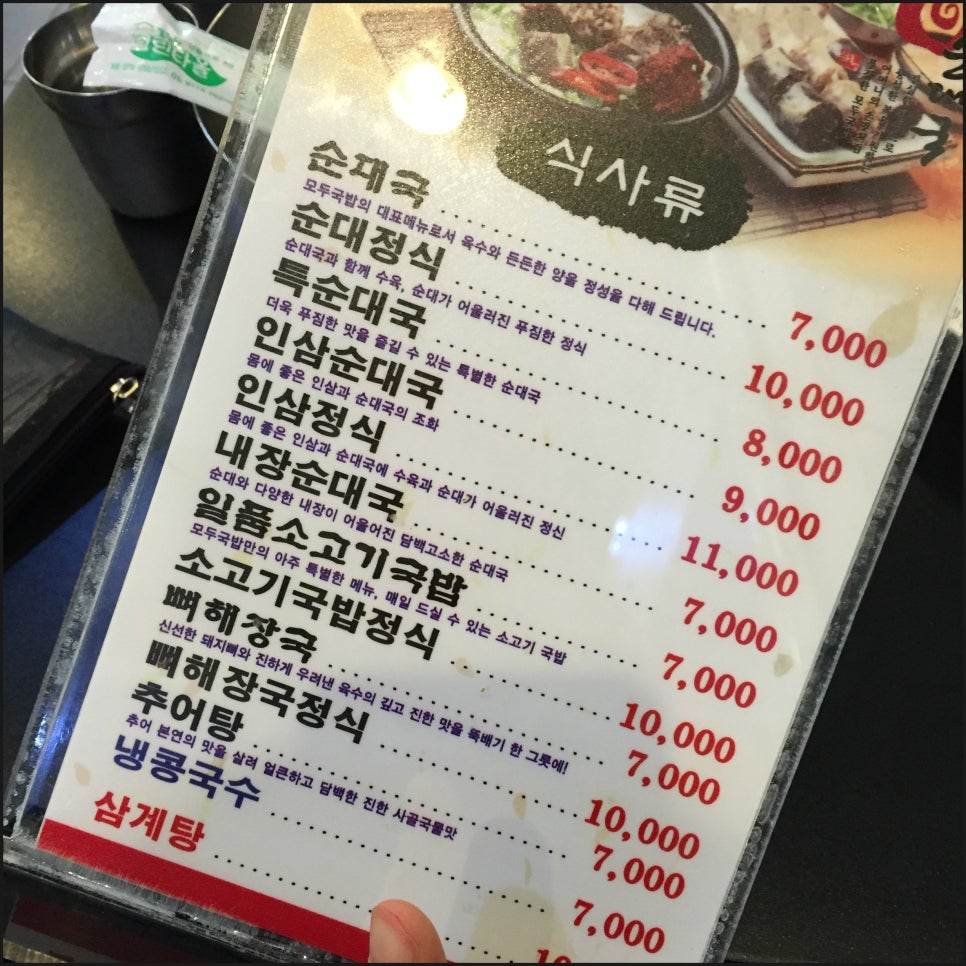 식사류
순대국 7,000
모두국밥의 대표메뉴로서 육수와 든든한 양을 정성을 다해 드립니다.
순대정식 10,000
순대국과 함께 수육, 순대가 어울러진 푸짐한 정식
특순대국 8,000
더욱 푸짐한 맛을 즐길 수 있는 특별한 순대국
인삼순대국 9,000
몸에 좋은 인삼과 순대국의 조화
인삼정식 11,000
몸에 좋은 인삼과 순대국에 수육과 순대가 어울러진 정신
내장순대국 7,000
순대와 다양한 내장이 어울어진 담백고소한 순대국
일품소고기국밥 7,000
모두국밥만의 아주 특별한 메뉴, 매일 드실 수 있는 소고기 국밥
소고기국밥정식 10,000
뼈해장국 7,000
신선한 돼지뼈와 진하게 우려낸 육수의 깊고 진한 맛을 뚝배기 한 그릇에!
뼈해장국정식 10,000
추어탕 7,000
추어 본연의 맛을 살려 얼큰하고 담백한 진한 사골국물맛
냉콩국수 7,000
삼계탕 10